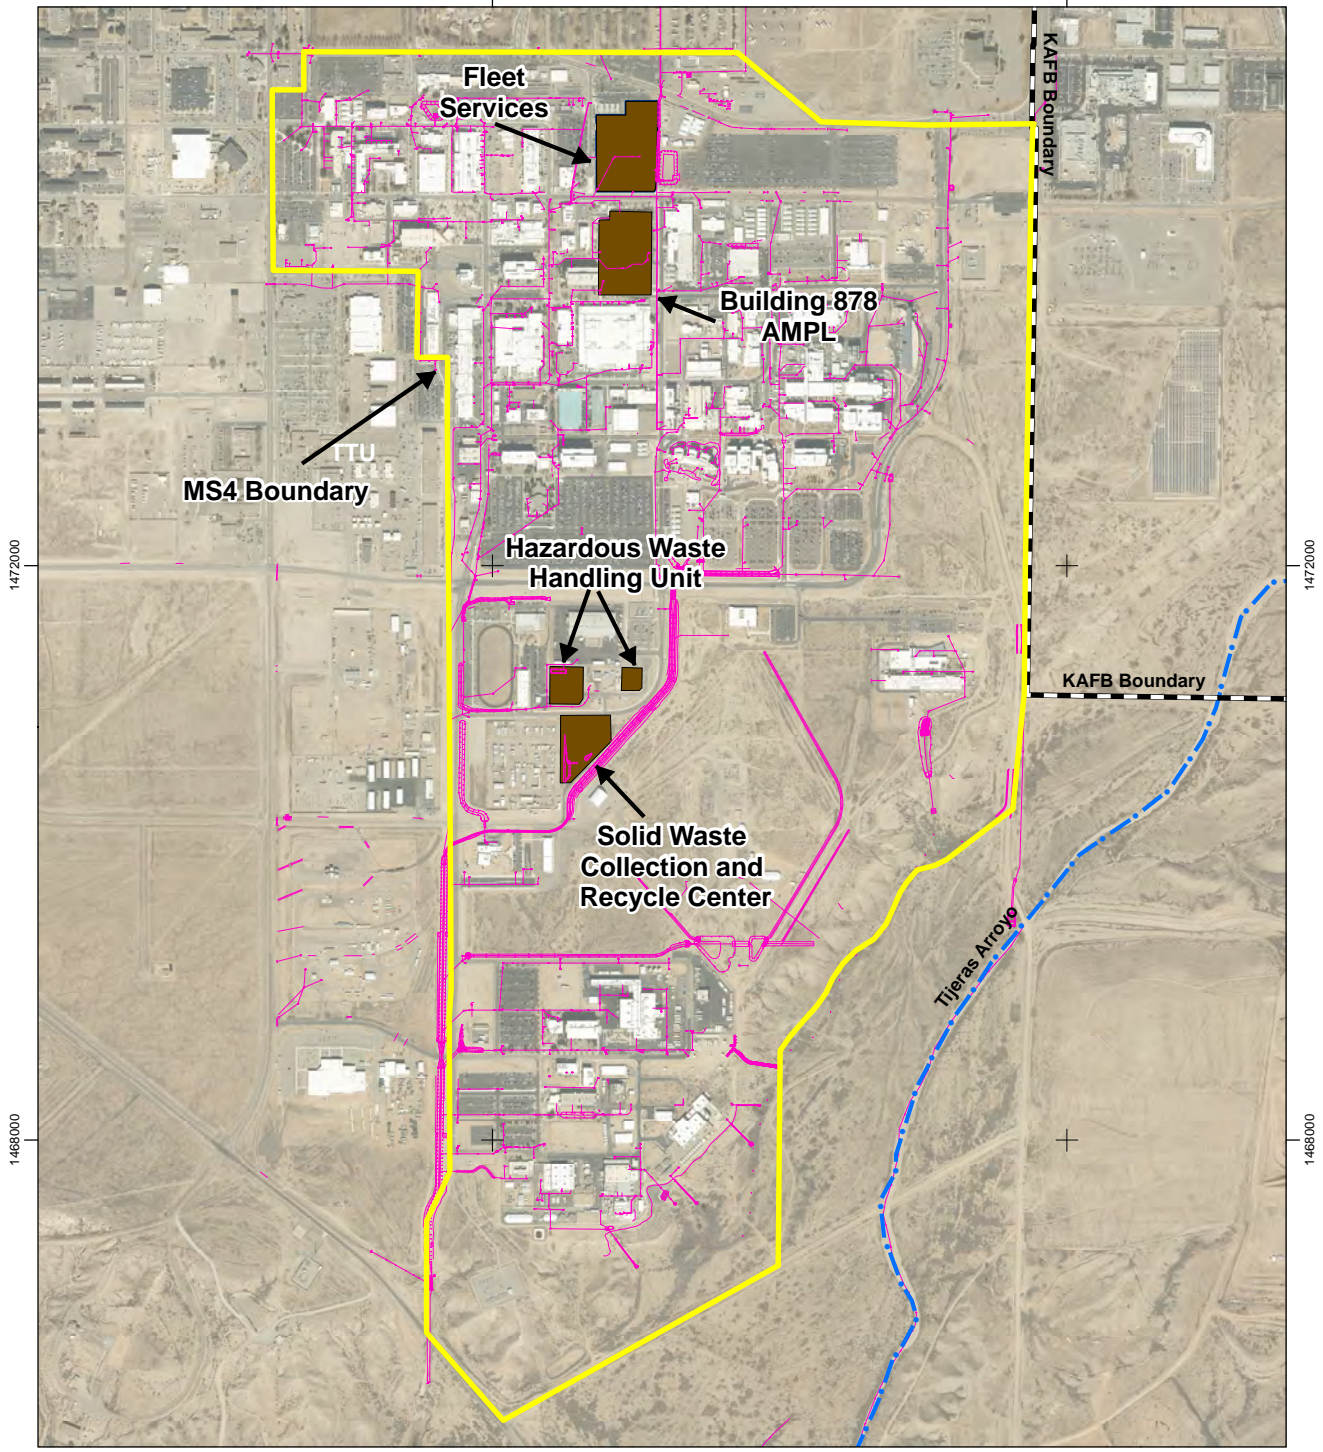 KAFB Boundary
Fleet
Services
Building 878
AMPL
TTU
MS4 Boundary
Hazardous Waste
Handling Unit
1472000
1472000
KAFB Boundary
Solid Waste
Collection and
Recycle Center
Tijeras Arroyo
1468000
1468000